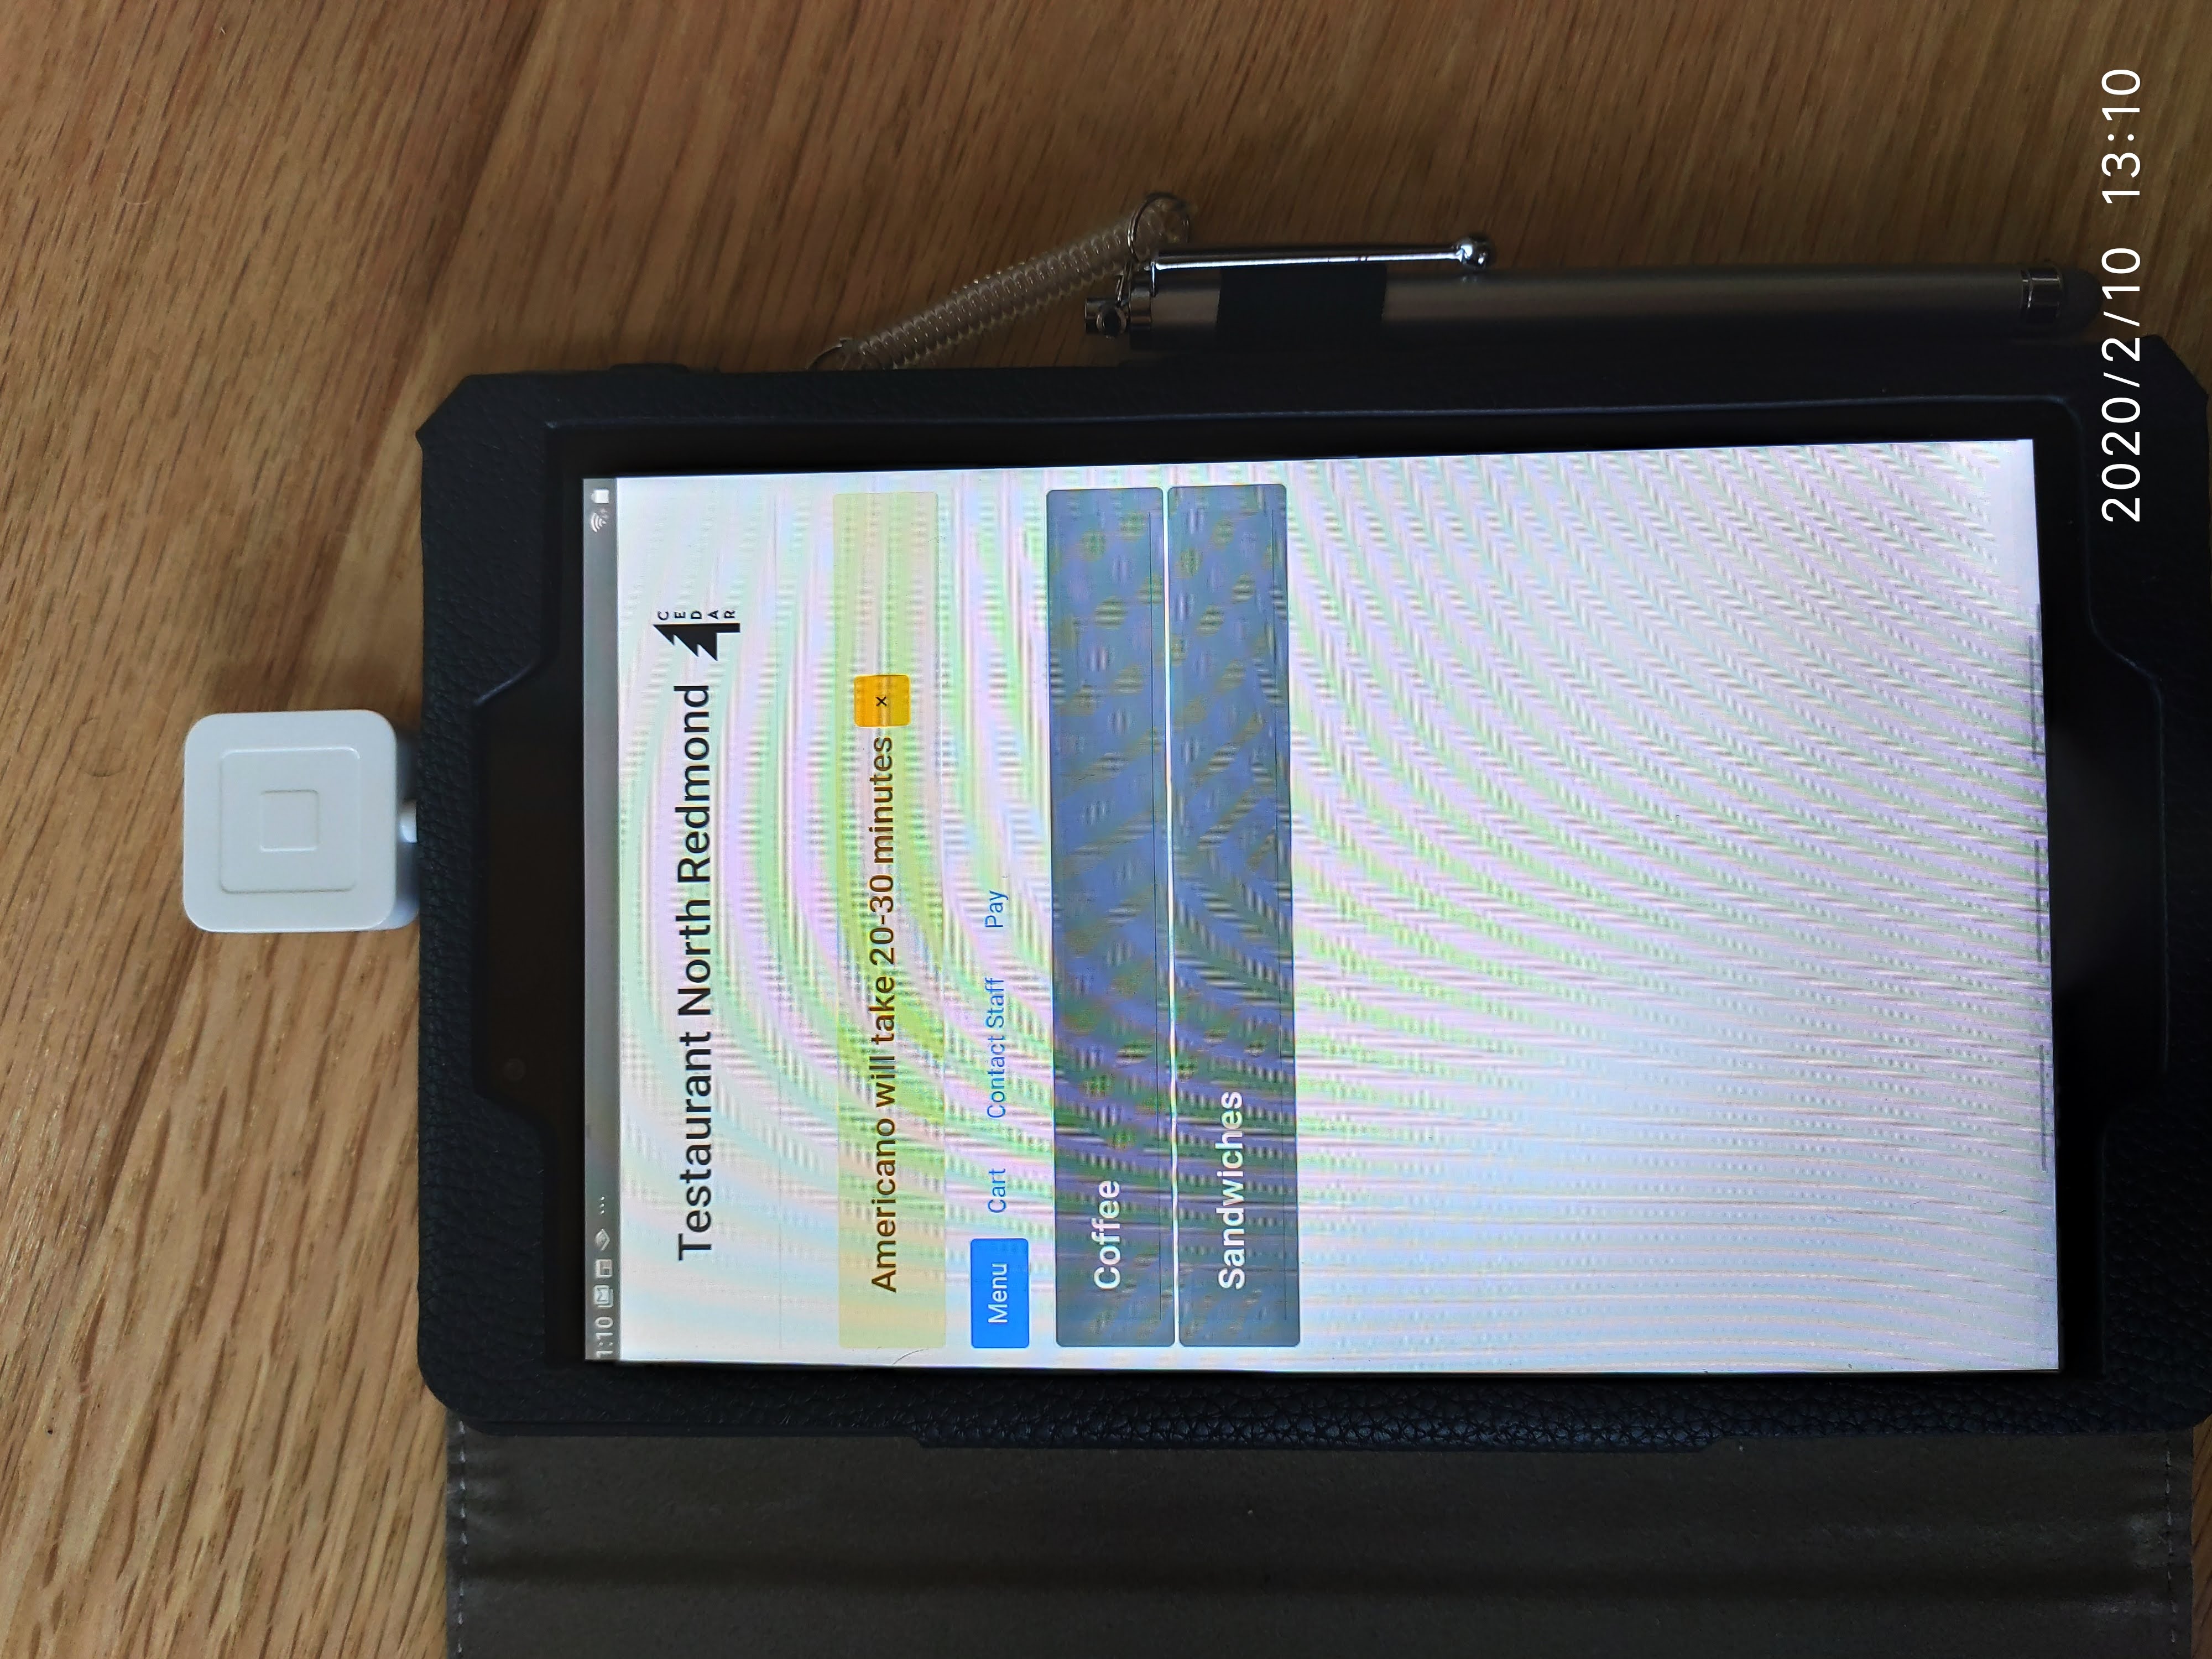 1:10
Testaurant North Redmond
CEDAR
Americano will take 20-30 minutes ×
Menu Cart Contact Staff Pay
Coffee
Sandwiches
2020/2/10 13:10